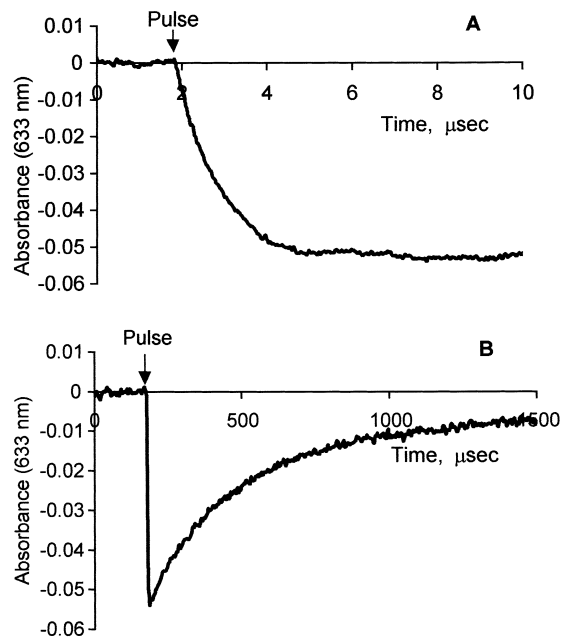 Pulse
A
0.01
0
-0.01
-0.02
-0.03
-0.04
-0.05
-0.06
0 2 4 6 8 10
Time, μsec
Absorbance (633 nm)
Pulse
B
0.01
0
-0.01
-0.02
-0.03
-0.04
-0.05
-0.06
0 500 1000 1500
Time, μsec
Absorbance (633 nm)